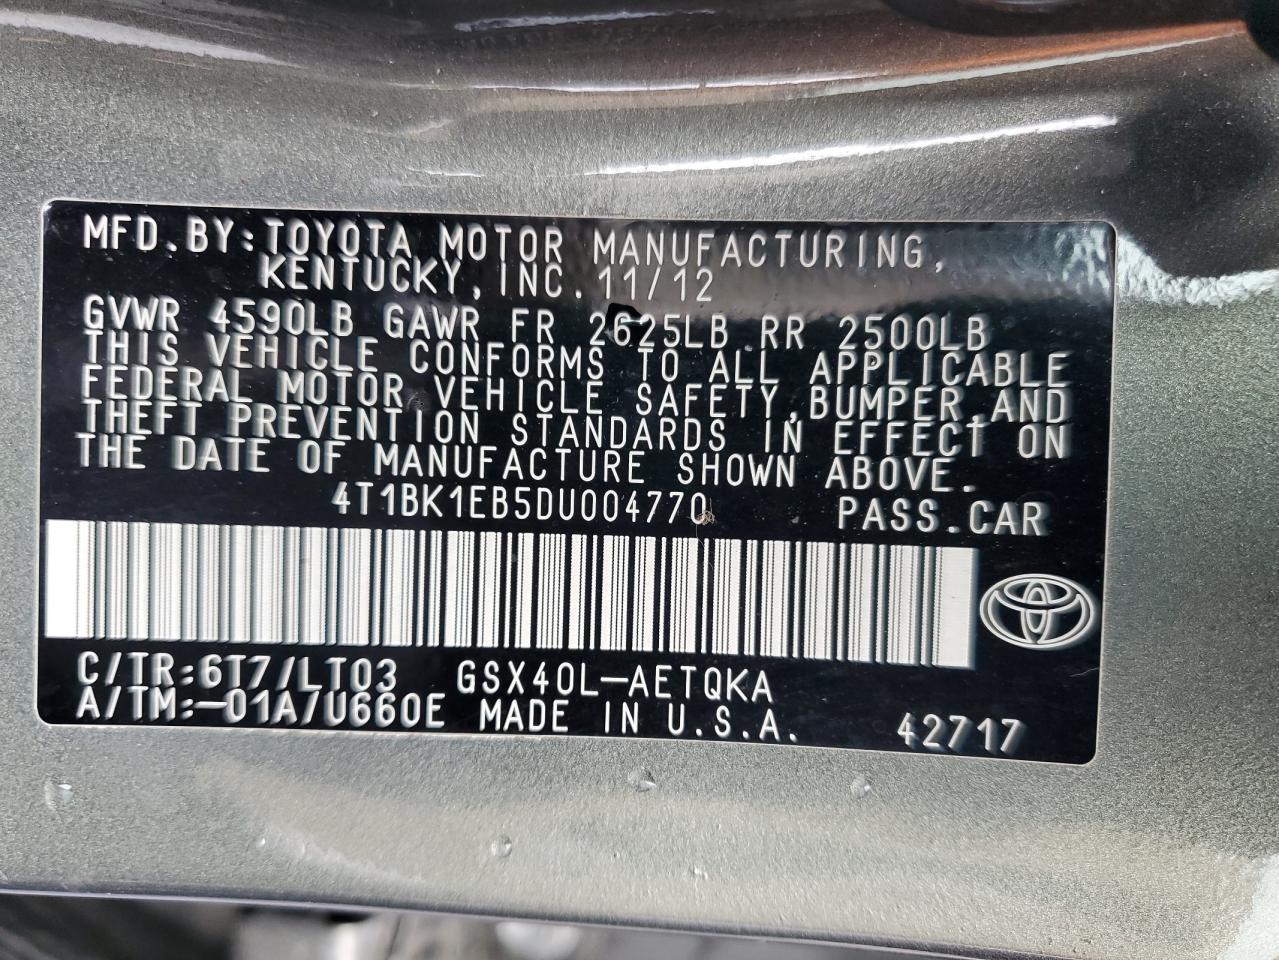 MFD.BY:TOYOTA MOTOR MANUFACTURING,
KENTUCKY,INC. 11/12
GVWR 4590LB GAWR FR 2625LB RR 2500LB
THIS VEHICLE CONFORMS TO ALL APPLICABLE
FEDERAL MOTOR VEHICLE SAFETY,BUMPER,AND
THEFT PREVENTION STANDARDS IN EFFECT ON
THE DATE OF MANUFACTURE SHOWN ABOVE.
4T1BK1EB5DU004770 PASS.CAR
C/TR:6T7/LT03 GSX40L-AETQKA
A/TM:-01A/U660E MADE IN U.S.A. 42717